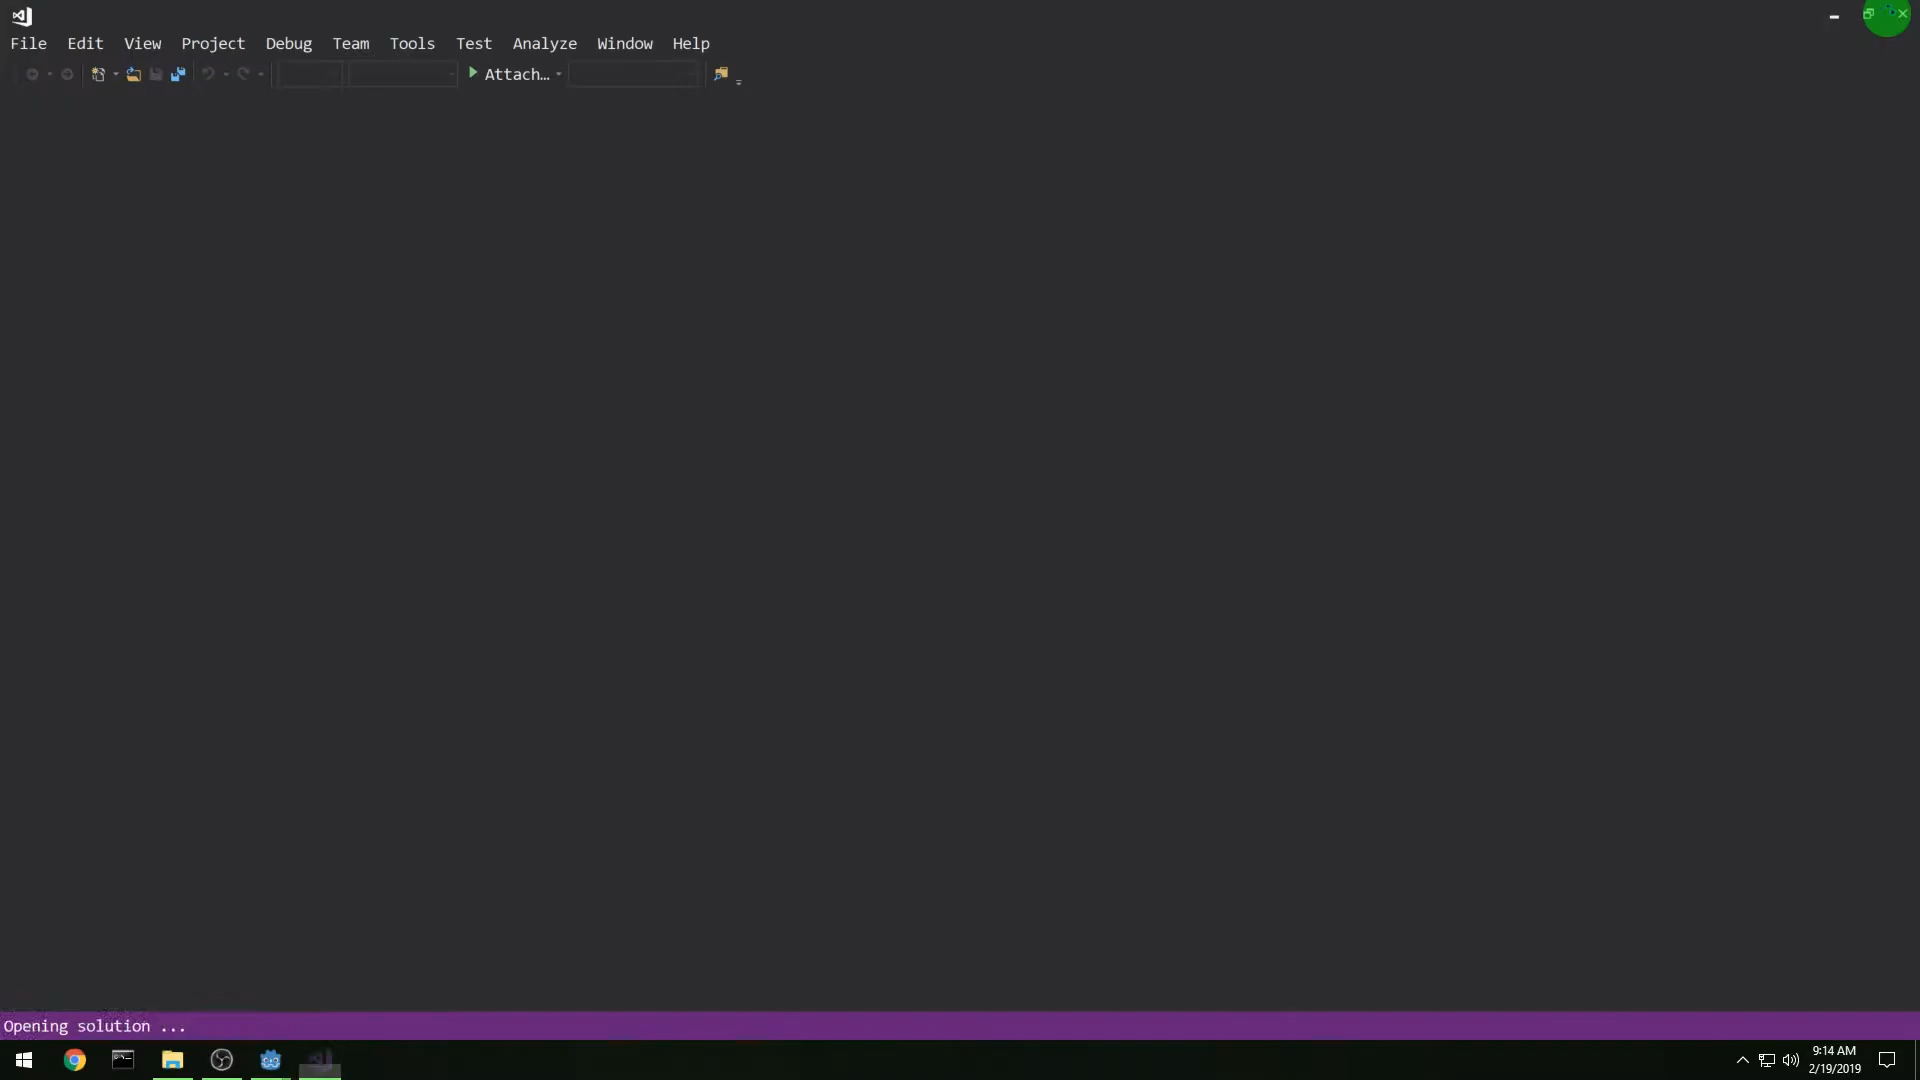 File Edit View Project Debug Team Tools Test Analyze Window Help
Attach...
Opening solution ...
9:14 AM
2/19/2019